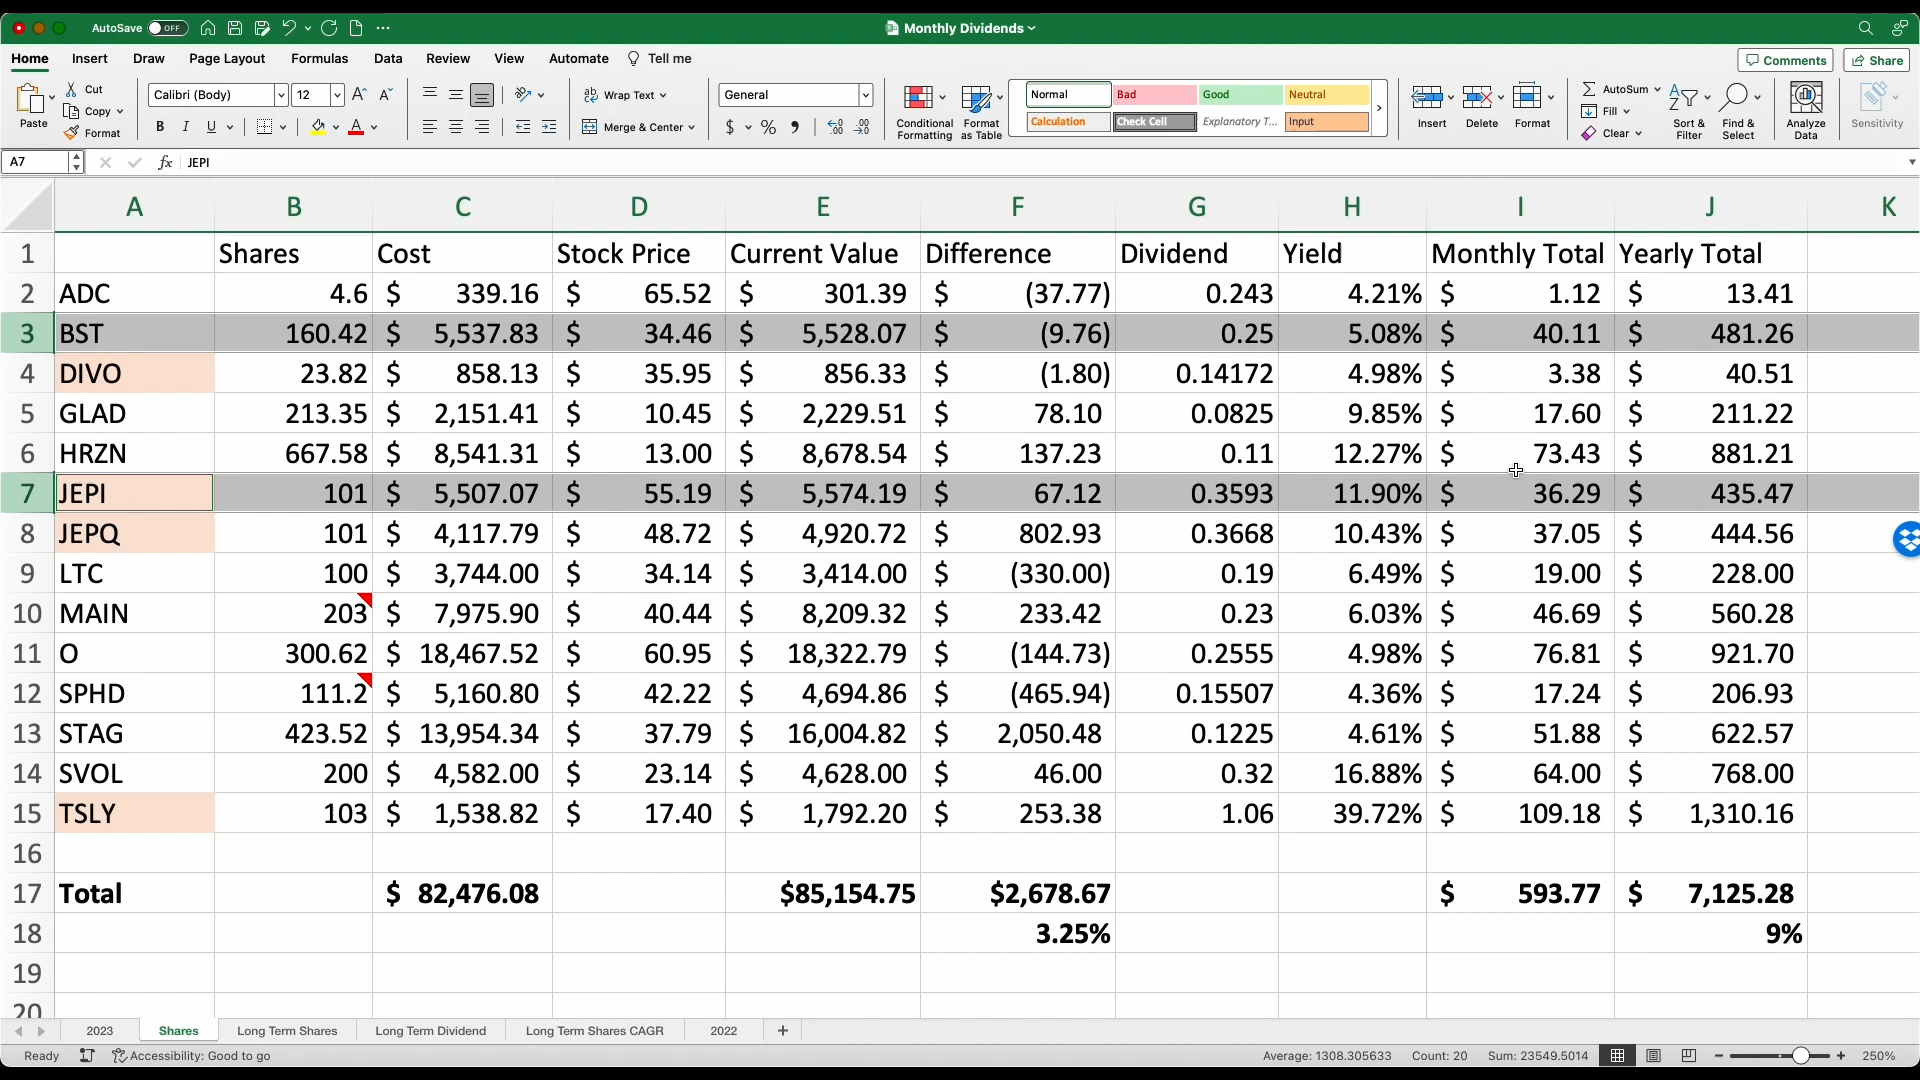 AutoSave OFF ... Monthly Dividends
Home Insert Draw Page Layout Formulas Data Review View Automate Tell me Comments Share
Paste Cut Copy Format Calibri (Body) 12 A^ A˅ Wrap Text General Conditional Formatting Format as Table Normal Bad Good Neutral Insert Delete Format AutoSum Sort & Filter Find & Select Analyze Data Sensitivity
B I U A Merge & Center $ % , Calculation Check Cell Explanatory T... Input Fill Clear
A7 fx JEPI
A B C D E F G H I J K
1 Shares Cost Stock Price Current Value Difference Dividend Yield Monthly Total Yearly Total
2 ADC 4.6 $ 339.16 $ 65.52 $ 301.39 $ (37.77) 0.243 4.21% $ 1.12 $ 13.41
3 BST 160.42 $ 5,537.83 $ 34.46 $ 5,528.07 $ (9.76) 0.25 5.08% $ 40.11 $ 481.26
4 DIVO 23.82 $ 858.13 $ 35.95 $ 856.33 $ (1.80) 0.14172 4.98% $ 3.38 $ 40.51
5 GLAD 213.35 $ 2,151.41 $ 10.45 $ 2,229.51 $ 78.10 0.0825 9.85% $ 17.60 $ 211.22
6 HRZN 667.58 $ 8,541.31 $ 13.00 $ 8,678.54 $ 137.23 0.11 12.27% $ 73.43 $ 881.21
7 JEPI 101 $ 5,507.07 $ 55.19 $ 5,574.19 $ 67.12 0.3593 11.90% $ 36.29 $ 435.47
8 JEPQ 101 $ 4,117.79 $ 48.72 $ 4,920.72 $ 802.93 0.3668 10.43% $ 37.05 $ 444.56
9 LTC 100 $ 3,744.00 $ 34.14 $ 3,414.00 $ (330.00) 0.19 6.49% $ 19.00 $ 228.00
10 MAIN 203 $ 7,975.90 $ 40.44 $ 8,209.32 $ 233.42 0.23 6.03% $ 46.69 $ 560.28
11 O 300.62 $ 18,467.52 $ 60.95 $ 18,322.79 $ (144.73) 0.2555 4.98% $ 76.81 $ 921.70
12 SPHD 111.2 $ 5,160.80 $ 42.22 $ 4,694.86 $ (465.94) 0.15507 4.36% $ 17.24 $ 206.93
13 STAG 423.52 $ 13,954.34 $ 37.79 $ 16,004.82 $ 2,050.48 0.1225 4.61% $ 51.88 $ 622.57
14 SVOL 200 $ 4,582.00 $ 23.14 $ 4,628.00 $ 46.00 0.32 16.88% $ 64.00 $ 768.00
15 TSLY 103 $ 1,538.82 $ 17.40 $ 1,792.20 $ 253.38 1.06 39.72% $ 109.18 $ 1,310.16
16
17 Total $ 82,476.08 $85,154.75 $2,678.67 $ 593.77 $ 7,125.28
18 3.25% 9%
19
20
2023 Shares Long Term Shares Long Term Dividend Long Term Shares CAGR 2022 +
Ready Accessibility: Good to go Average: 1308.305633 Count: 20 Sum: 23549.5014 - + 250%